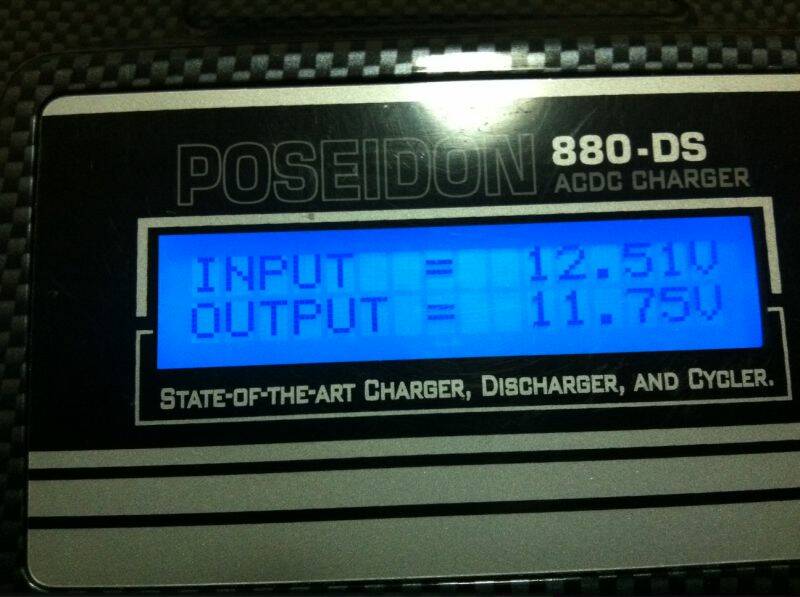 POSEIDON 880-DS
ACDC CHARGER
INPUT = 12.51V
OUTPUT = 11.75V
STATE-OF-THE-ART CHARGER, DISCHARGER, AND CYCLER.